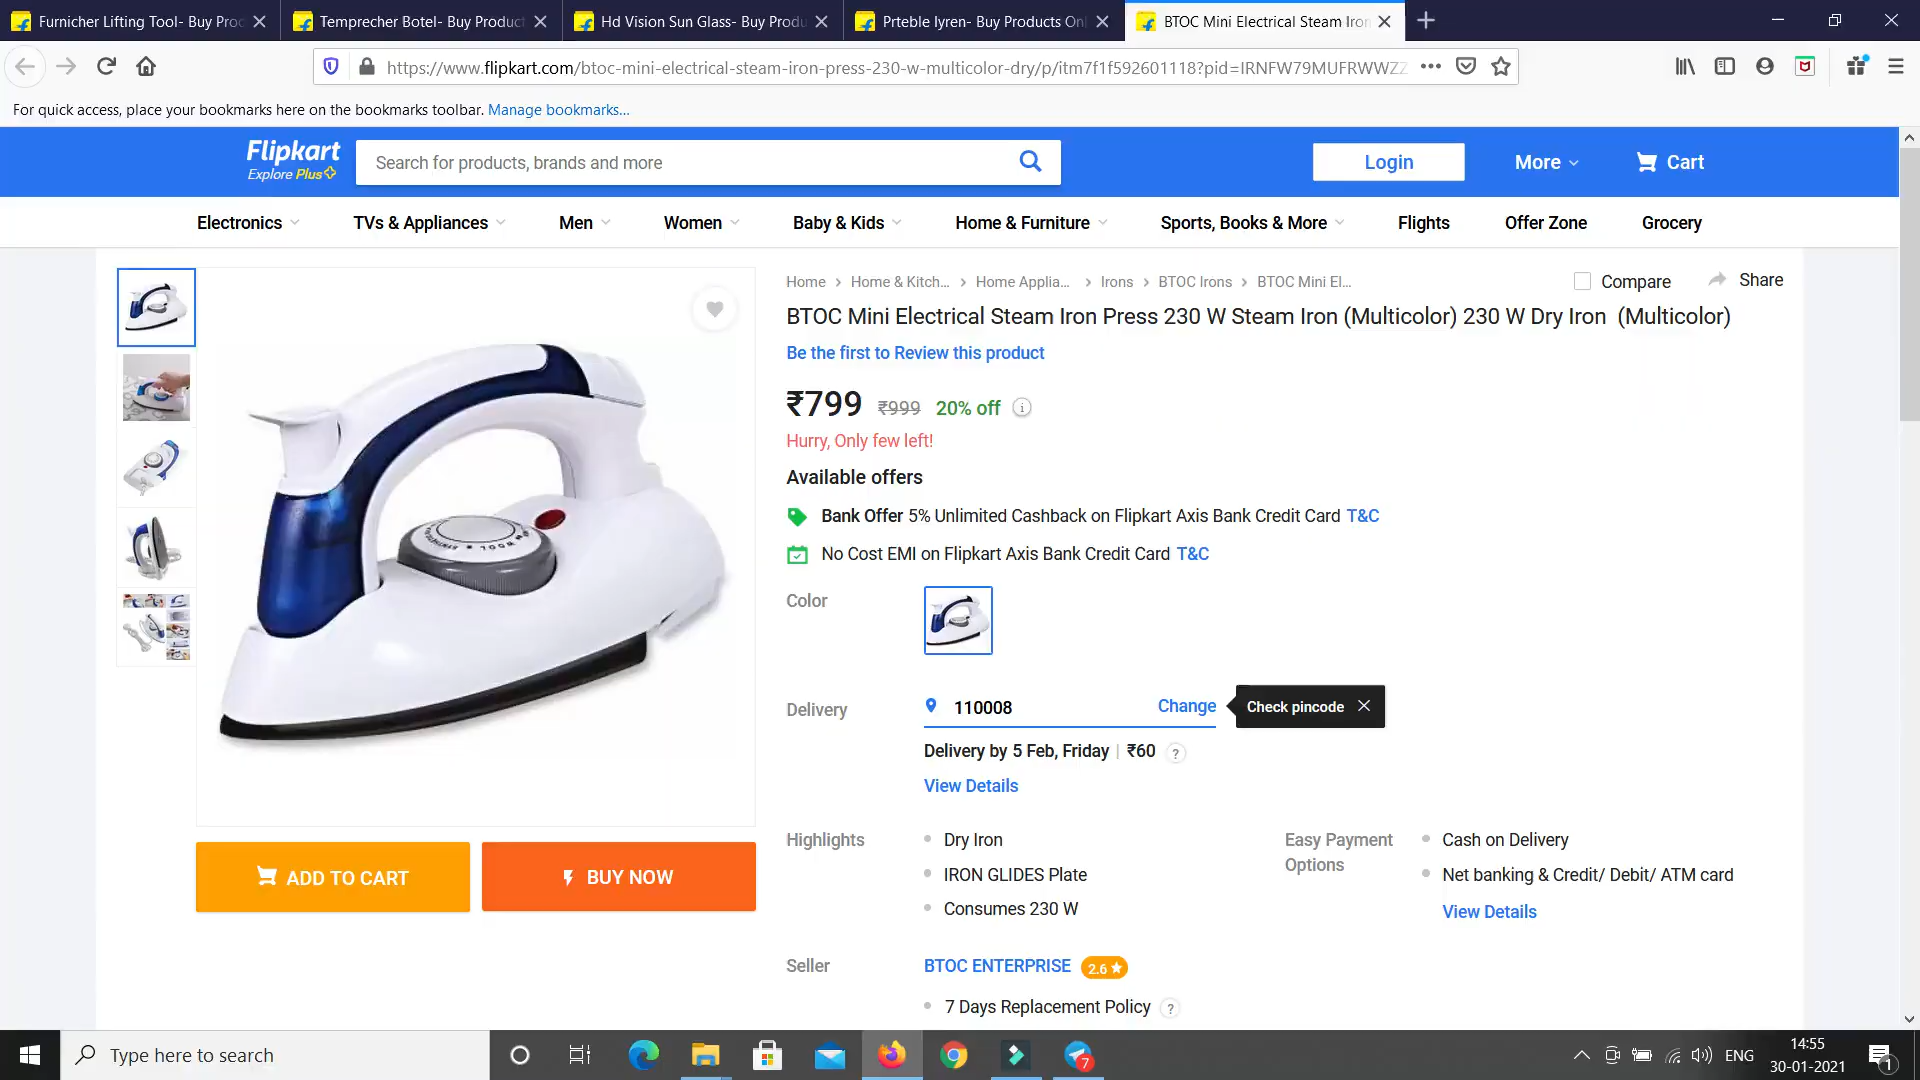 Furnicher Lifting Tool- Buy Prod
Temprecher Botel- Buy Product
Hd Vision Sun Glass- Buy Produ
Prteble Iyren- Buy Products Onl
BTOC Mini Electrical Steam Iron
https://www.flipkart.com/btoc-mini-electrical-steam-iron-press-230-w-multicolor-dry/p/itm7f1f592601118?pid=IRNFW79MUFRWWZZ
For quick access, place your bookmarks here on the bookmarks toolbar. Manage bookmarks...
Flipkart
Explore Plus
Search for products, brands and more
Login
More
Cart
Electronics
TVs & Appliances
Men
Women
Baby & Kids
Home & Furniture
Sports, Books & More
Flights
Offer Zone
Grocery
Home > Home & Kitch... > Home Applia... > Irons > BTOC Irons > BTOC Mini El...
Compare
Share
BTOC Mini Electrical Steam Iron Press 230 W Steam Iron (Multicolor) 230 W Dry Iron (Multicolor)
Be the first to Review this product
₹799 ₹999 20% off
Hurry, Only few left!
Available offers
Bank Offer 5% Unlimited Cashback on Flipkart Axis Bank Credit Card T&C
No Cost EMI on Flipkart Axis Bank Credit Card T&C
Color
Delivery
110008
Change
Check pincode
Delivery by 5 Feb, Friday | ₹60 ?
View Details
Highlights
Dry Iron
IRON GLIDES Plate
Consumes 230 W
Easy Payment
Options
Cash on Delivery
Net banking & Credit/ Debit/ ATM card
View Details
ADD TO CART
BUY NOW
Seller
BTOC ENTERPRISE
2.6 ★
7 Days Replacement Policy ?
Type here to search
7
ENG
14:55
30-01-2021
1